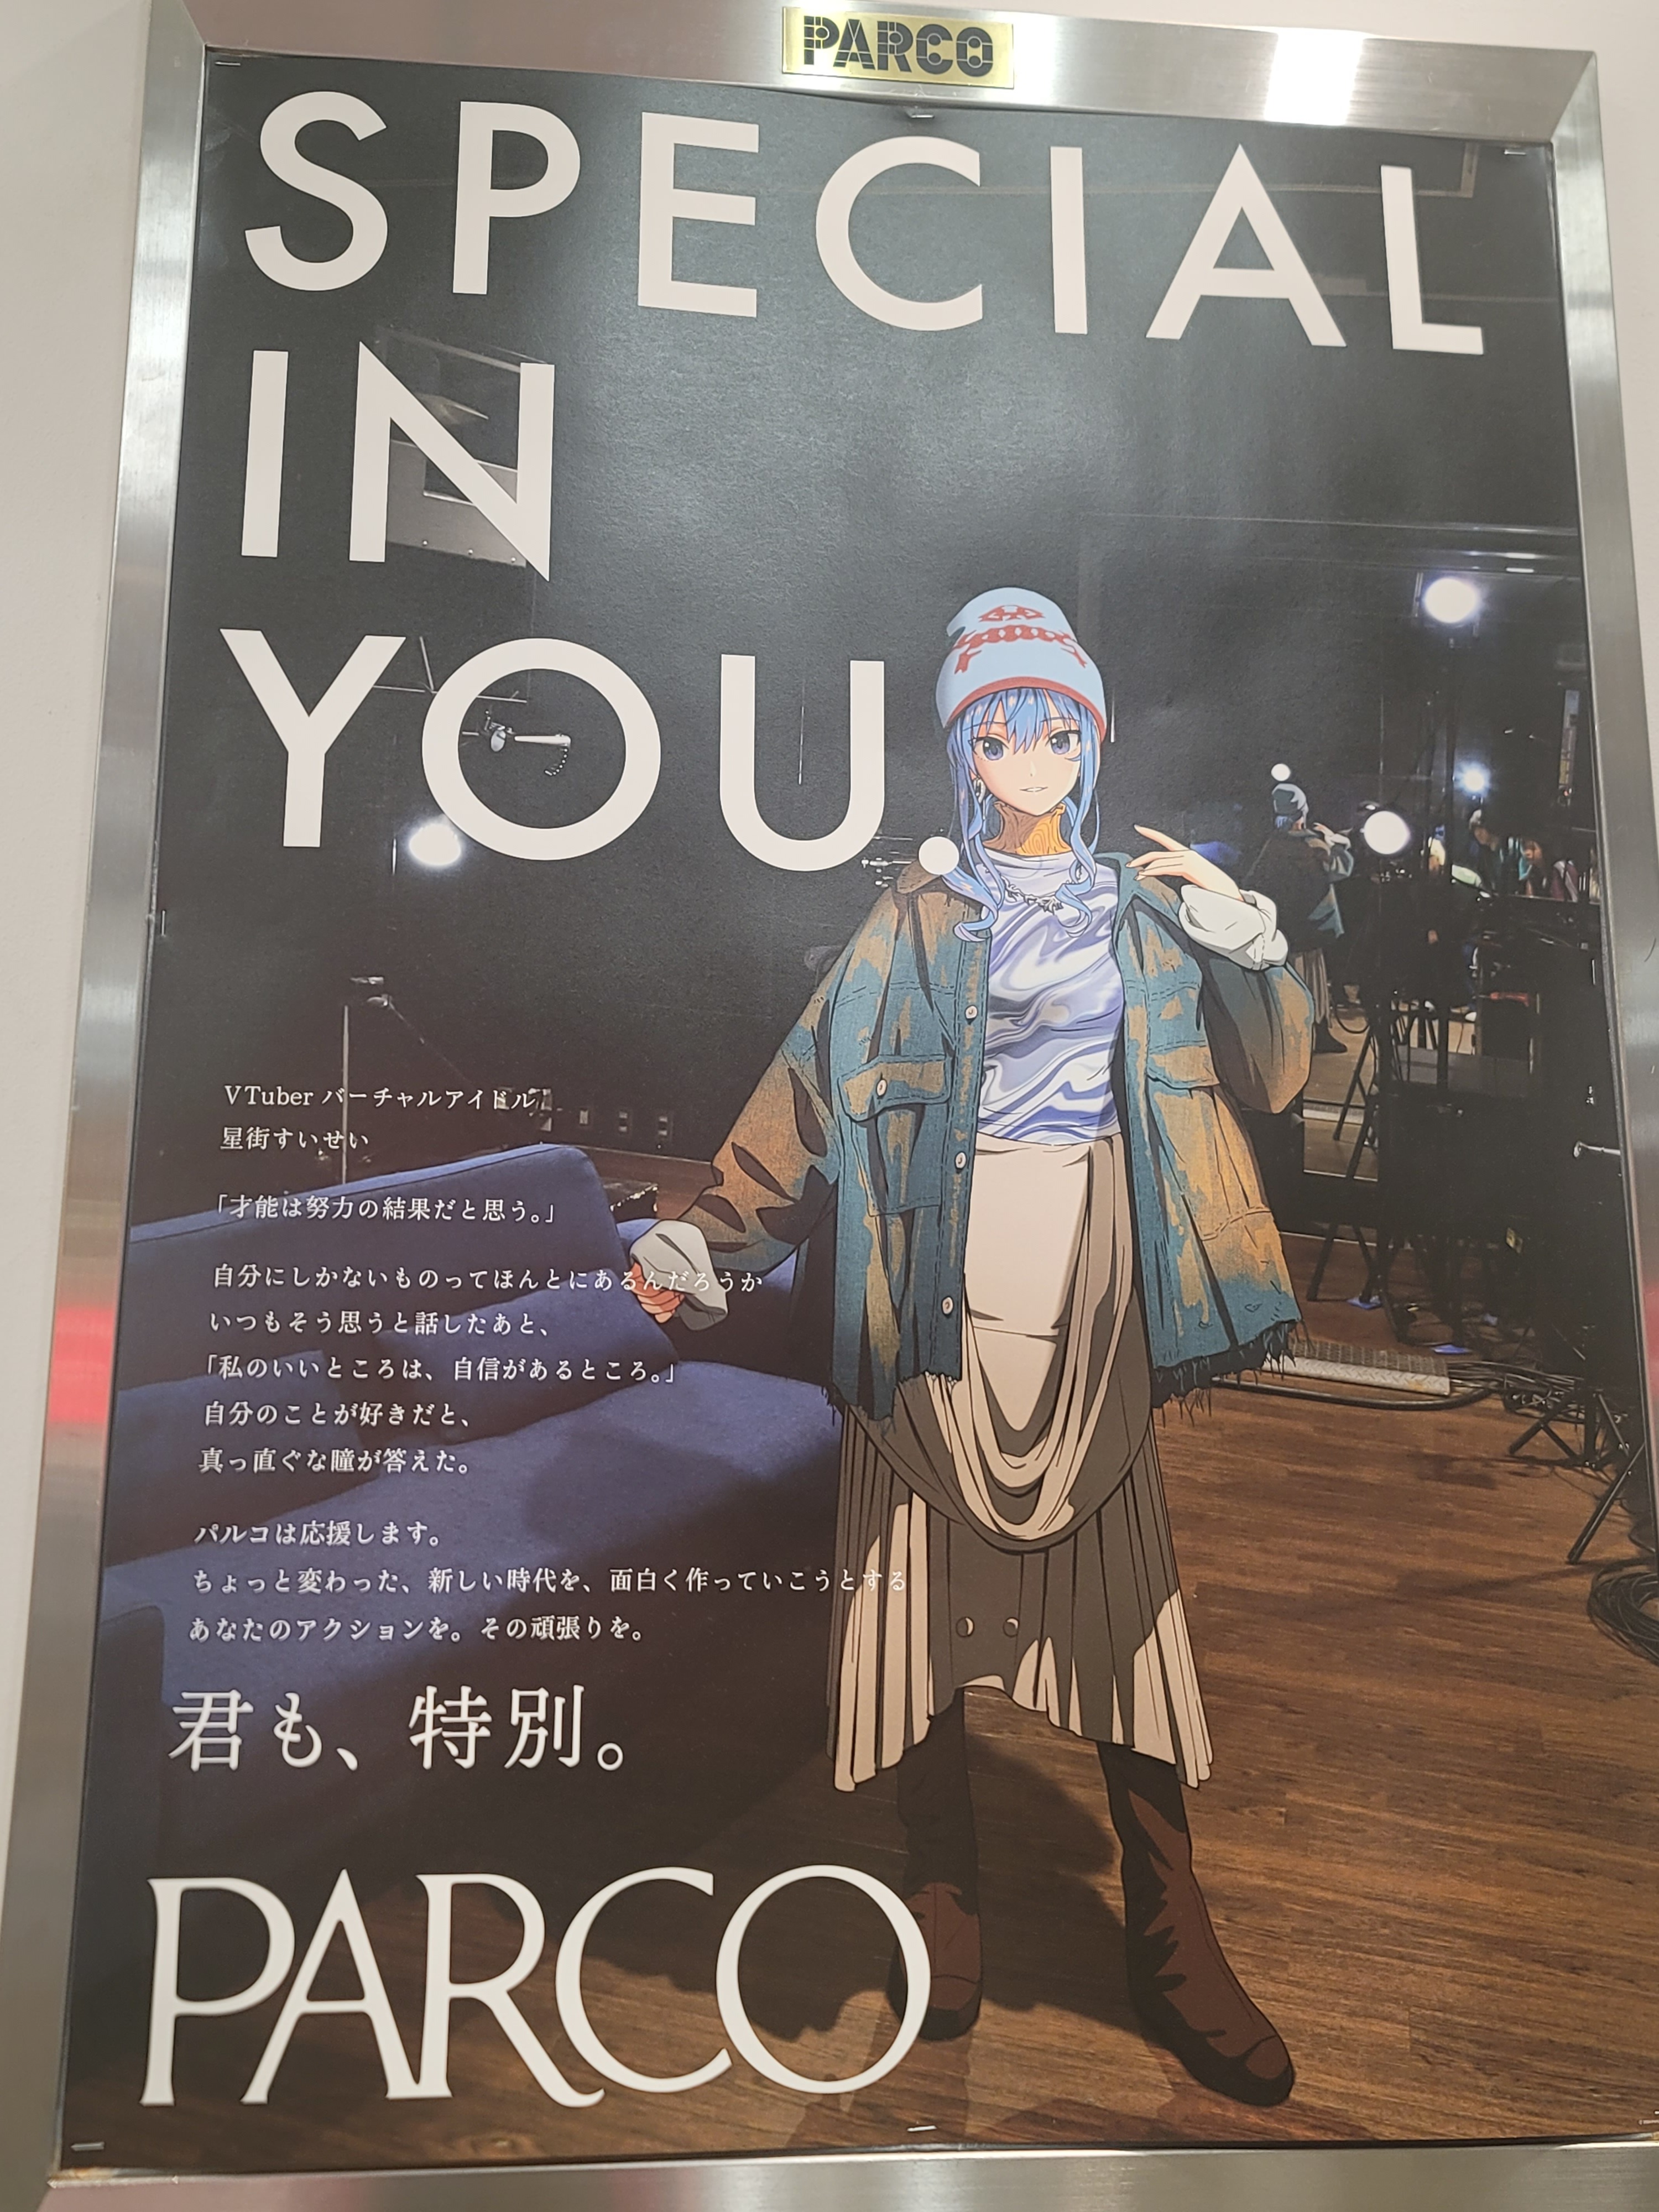 PARCO
SPECIAL
IN
YOU.
VTuber バーチャルアイドル
星街すいせい
「才能は努力の結果だと思う。」
自分にしかないものってほんとにあるんだろうか
いつもそう思うと話したあと、
「私のいいところは、自信があるところ。」
自分のことが好きだと、
真っ直ぐな瞳が答えた。
パルコは応援します。
ちょっと変わった、新しい時代を、面白く作っていこうとする
あなたのアクションを。その頑張りを。
君も、特別。
PARCO